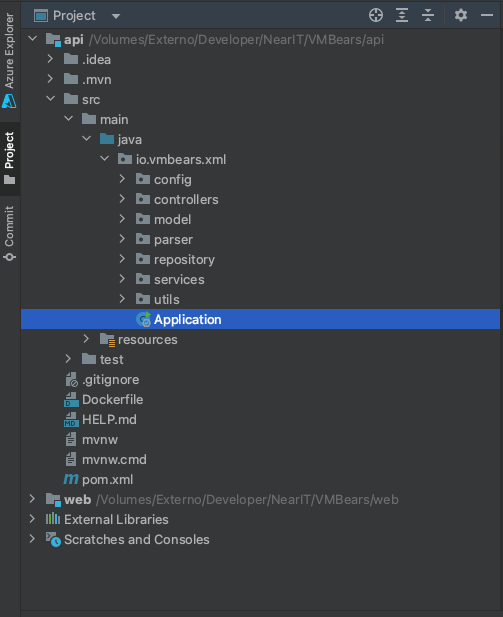 Project
api /Volumes/Externo/Developer/NearIT/VMBears/api
.idea
.mvn
src
main
java
io.vmbears.xml
config
controllers
model
parser
repository
services
utils
Application
resources
test
.gitignore
Dockerfile
HELP.md
mvnw
mvnw.cmd
pom.xml
web /Volumes/Externo/Developer/NearIT/VMBears/web
External Libraries
Scratches and Consoles
Azure Explorer
Project
Commit